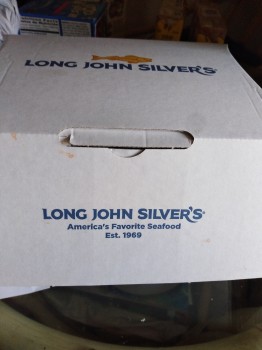 LONG JOHN SILVER'S
LONG JOHN SILVER'S
America's Favorite Seafood
Est. 1969